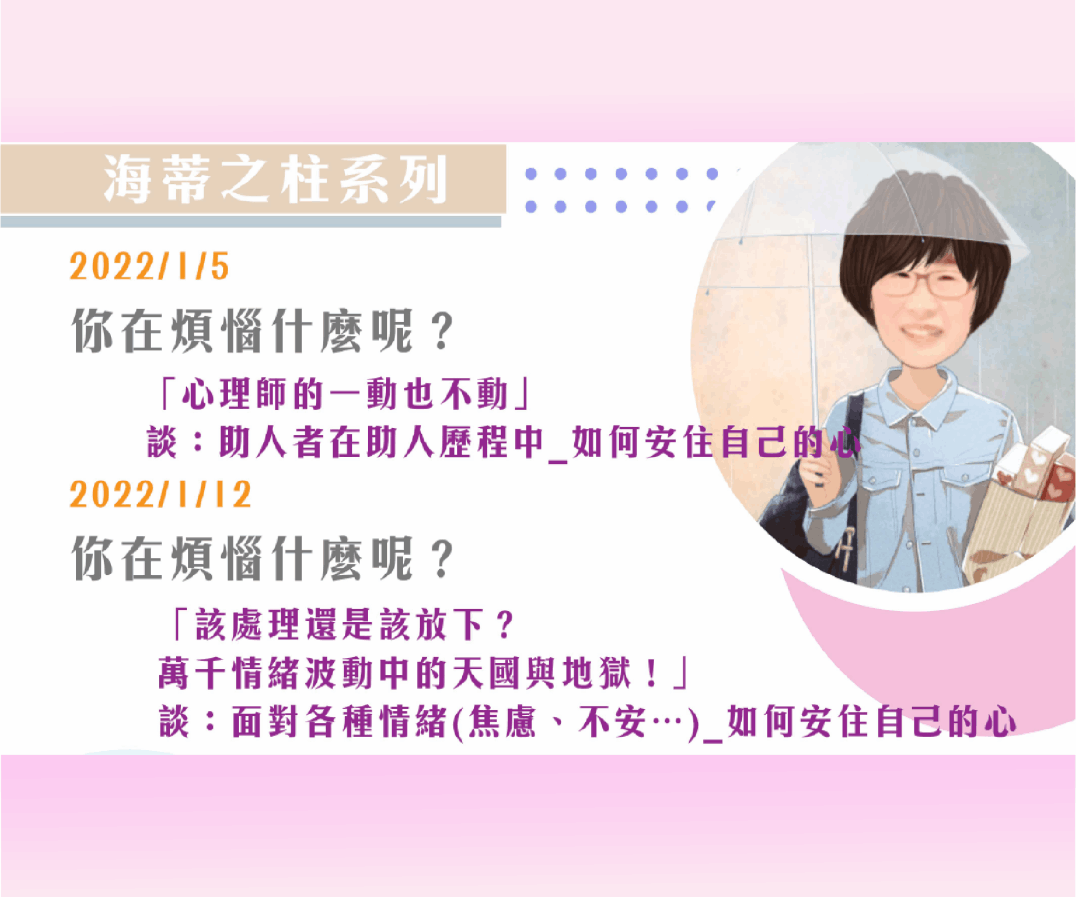 海蒂之柱系列
2022/1/5
你在煩惱什麼呢？
「心理師的一動也不動」
談：助人者在助人歷程中_如何安住自己的心
2022/1/12
你在煩惱什麼呢？
「該處理還是該放下？
萬千情緒波動中的天國與地獄！」
談：面對各種情緒(焦慮、不安…)_如何安住自己的心